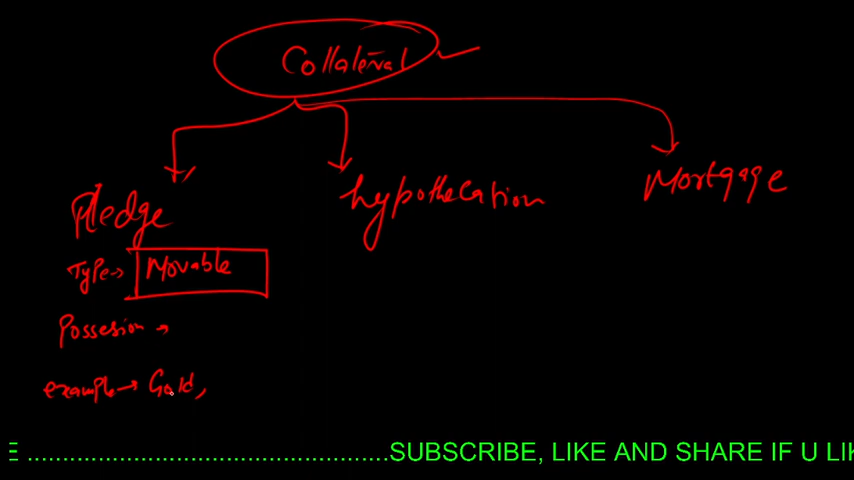 Collateral
Pledge
hypothecation
Mortgage
Type → Movable
Possesion →
example → Gold,
E ..................................................SUBSCRIBE, LIKE AND SHARE IF U LIK